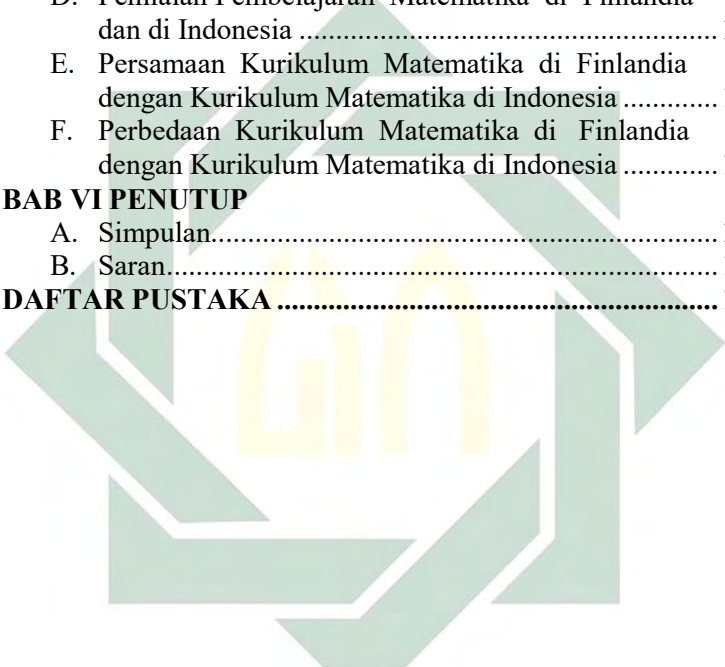 D. Penilaian Pembelajaran Matematika di Finlandia
dan di Indonesia ......................................................
E. Persamaan Kurikulum Matematika di Finlandia
dengan Kurikulum Matematika di Indonesia .............
F. Perbedaan Kurikulum Matematika di Finlandia
dengan Kurikulum Matematika di Indonesia .............
BAB VI PENUTUP
A. Simpulan..................................................................
B. Saran........................................................................
DAFTAR PUSTAKA .......................................................